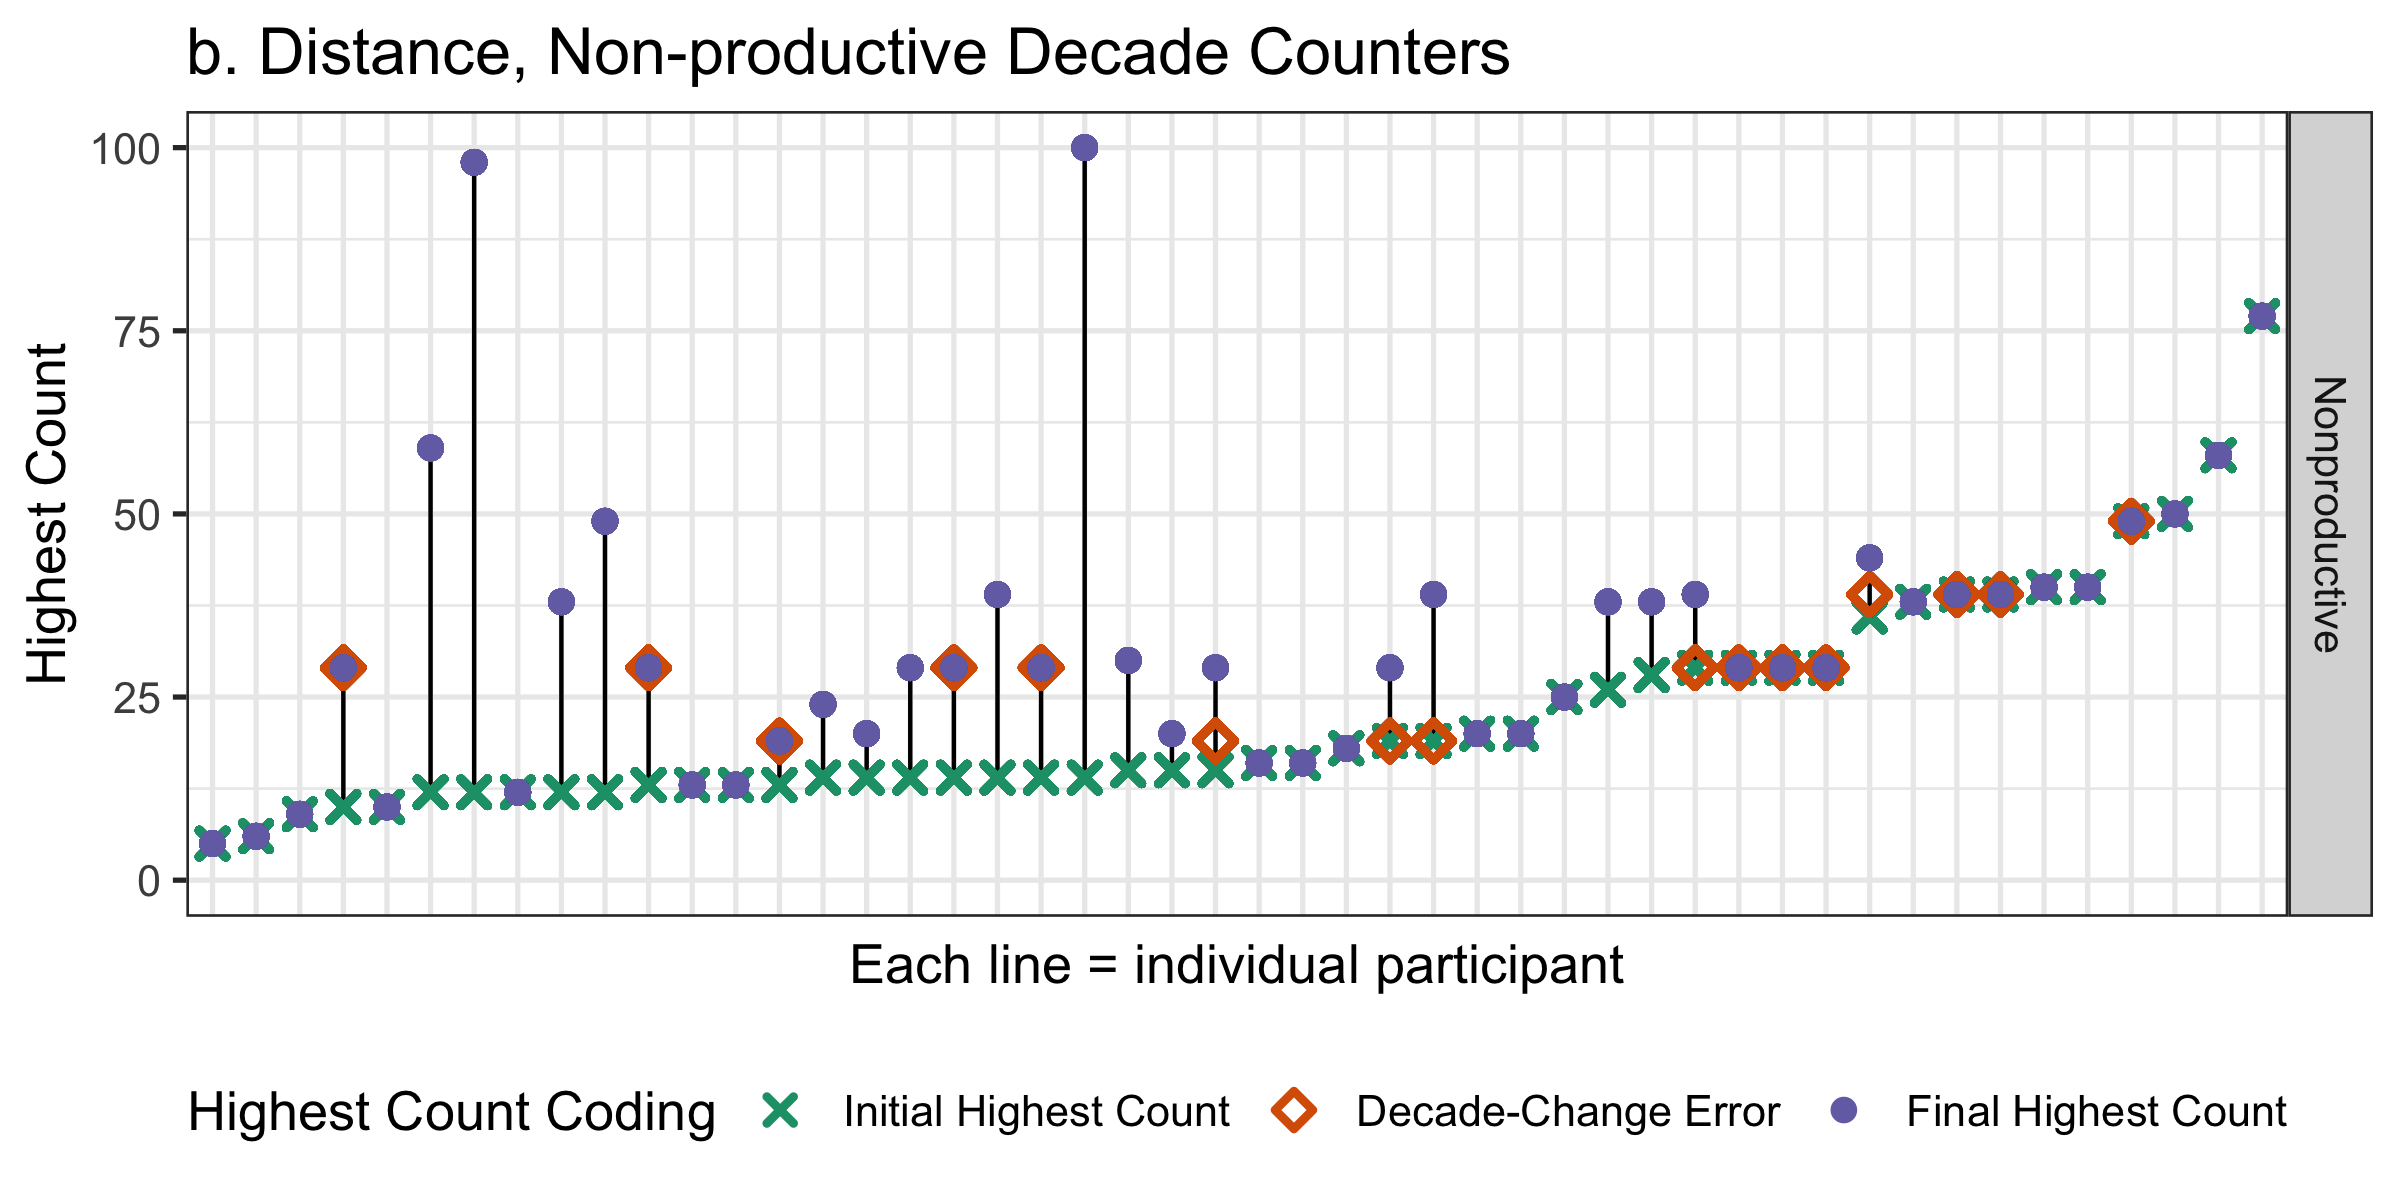 b. Distance, Non-productive Decade Counters
Highest Count
100
75
50
25
0
Nonproductive
Each line = individual participant
Highest Count Coding
Initial Highest Count
Decade-Change Error
Final Highest Count